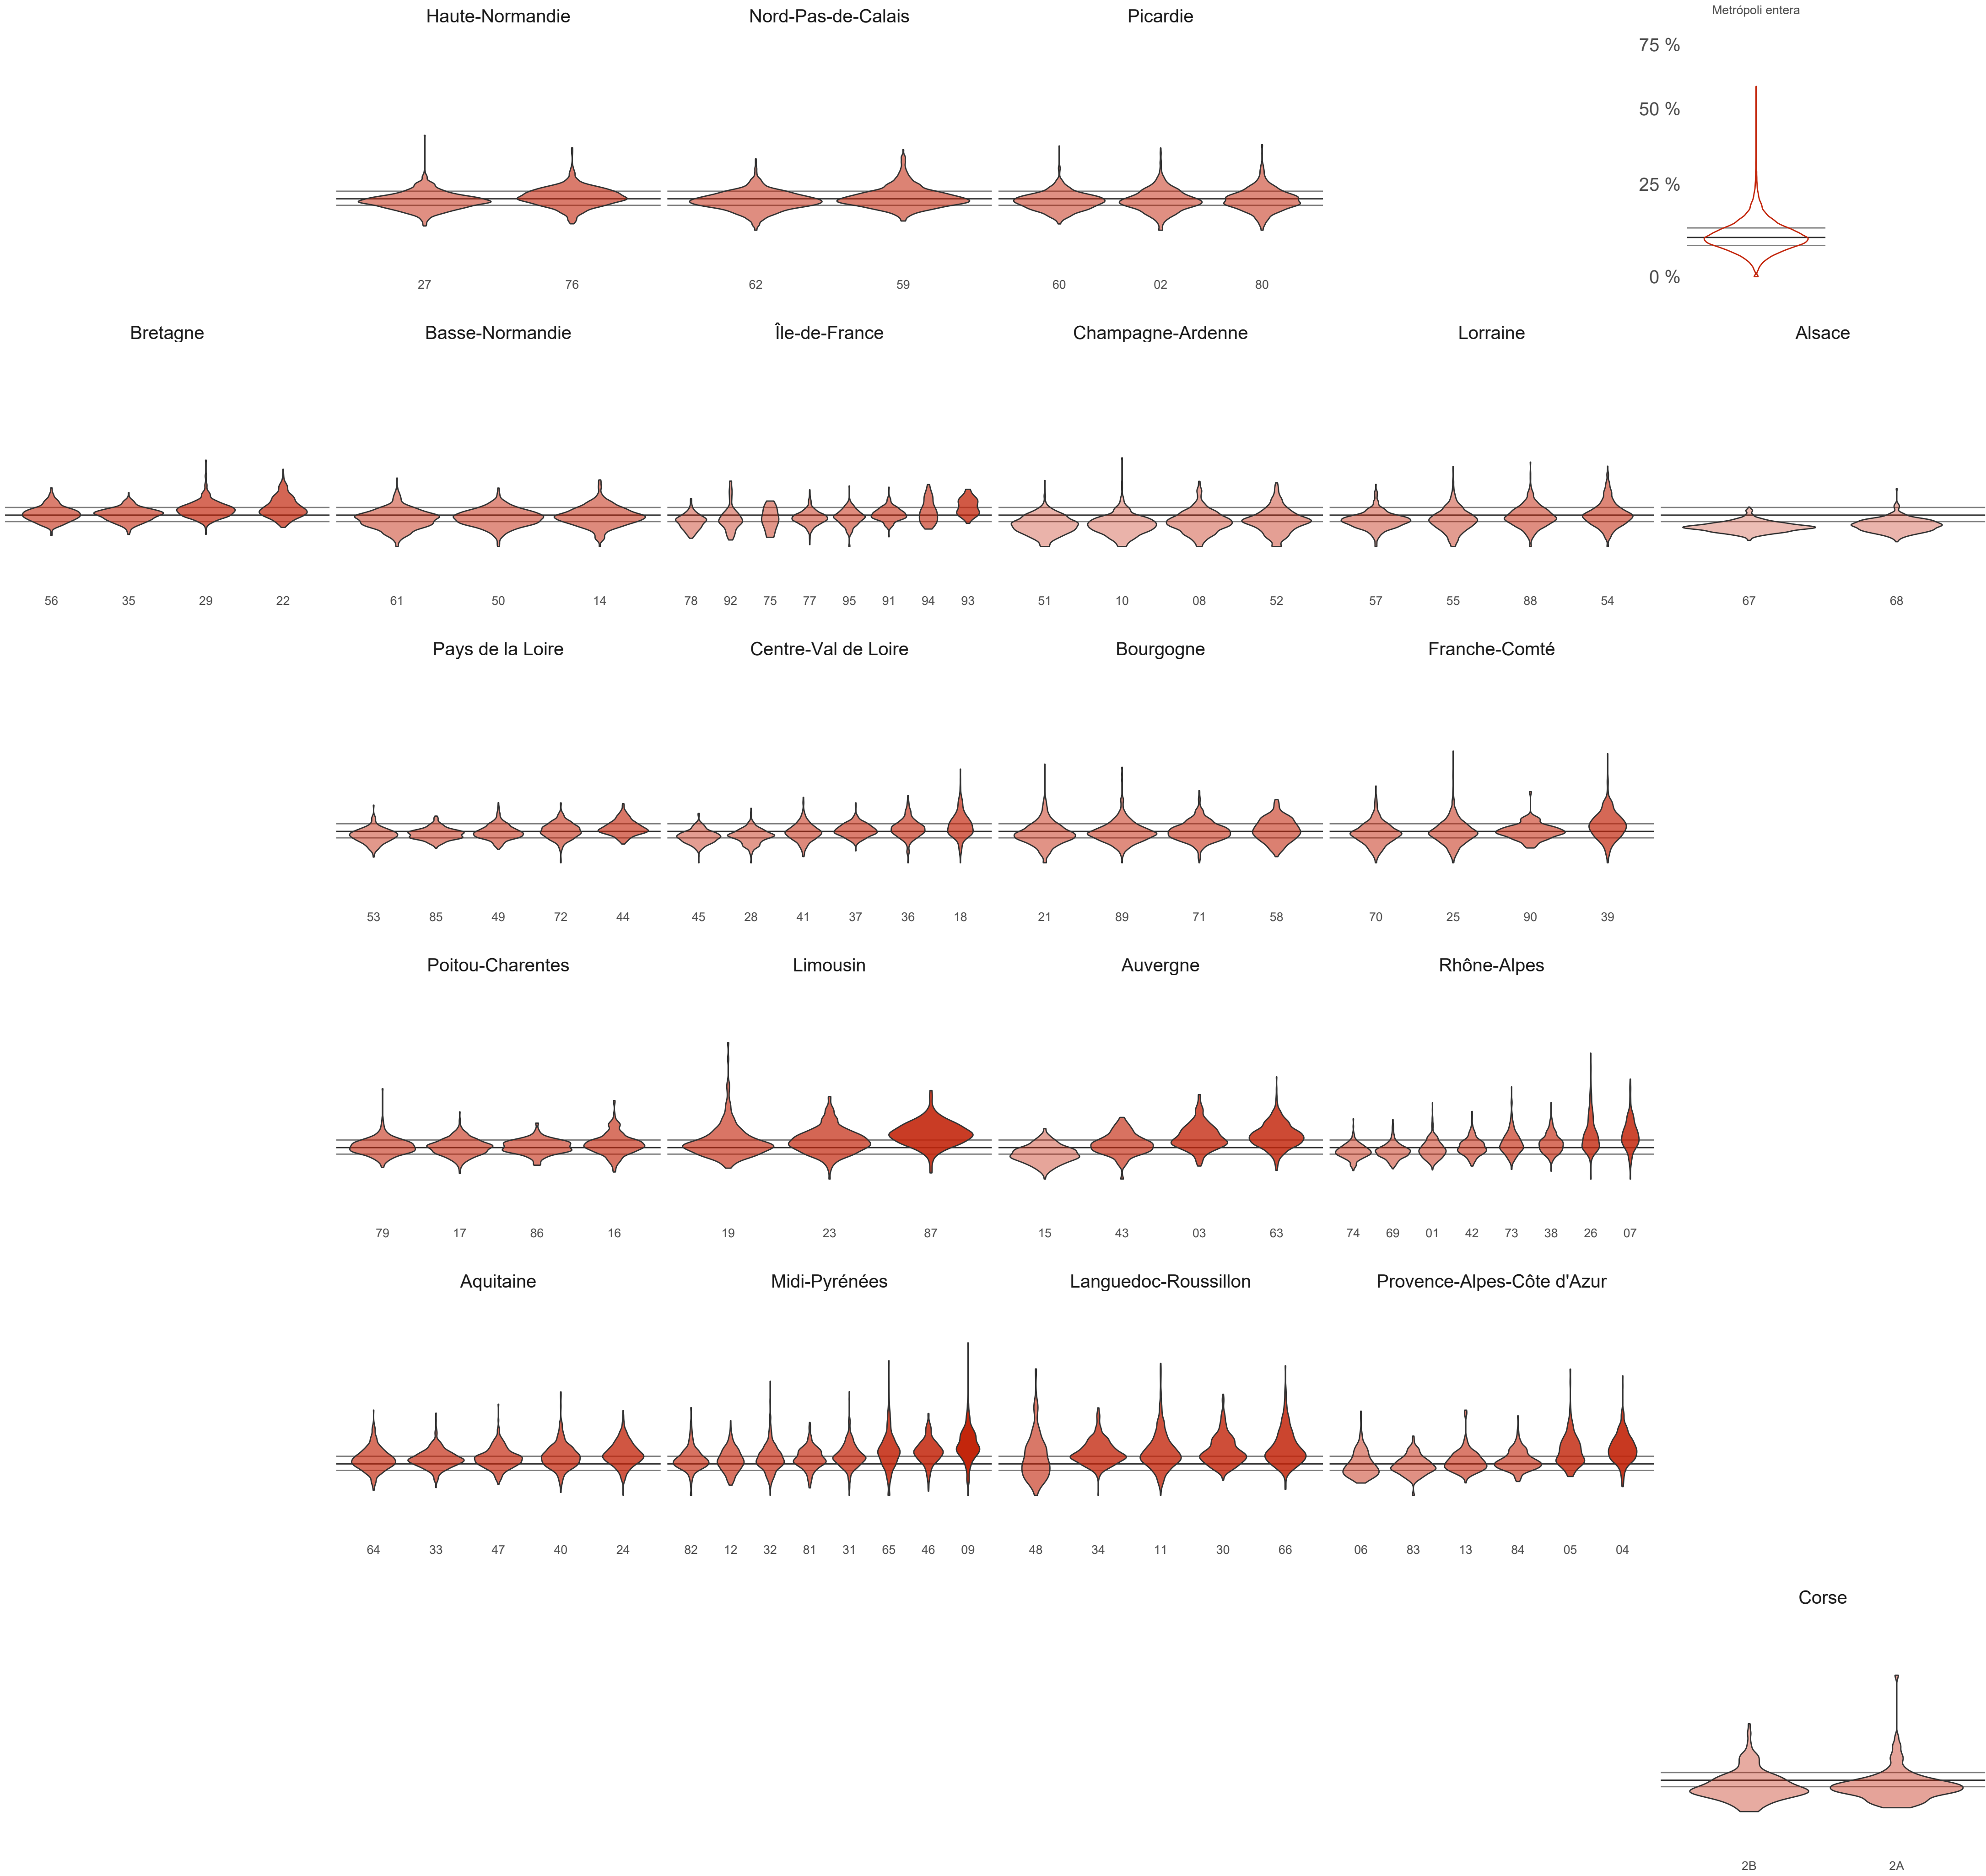 Haute-Normandie
27 76
Nord-Pas-de-Calais
62 59
Picardie
60 02 80
Metrópoli entera
75 %
50 %
25 %
0 %
Bretagne
56 35 29 22
Basse-Normandie
61 50 14
Île-de-France
78 92 75 77 95 91 94 93
Champagne-Ardenne
51 10 08 52
Lorraine
57 55 88 54
Alsace
67 68
Pays de la Loire
53 85 49 72 44
Centre-Val de Loire
45 28 41 37 36 18
Bourgogne
21 89 71 58
Franche-Comté
70 25 90 39
Poitou-Charentes
79 17 86 16
Limousin
19 23 87
Auvergne
15 43 03 63
Rhône-Alpes
74 69 01 42 73 38 26 07
Aquitaine
64 33 47 40 24
Midi-Pyrénées
82 12 32 81 31 65 46 09
Languedoc-Roussillon
48 34 11 30 66
Provence-Alpes-Côte d'Azur
06 83 13 84 05 04
Corse
2B 2A